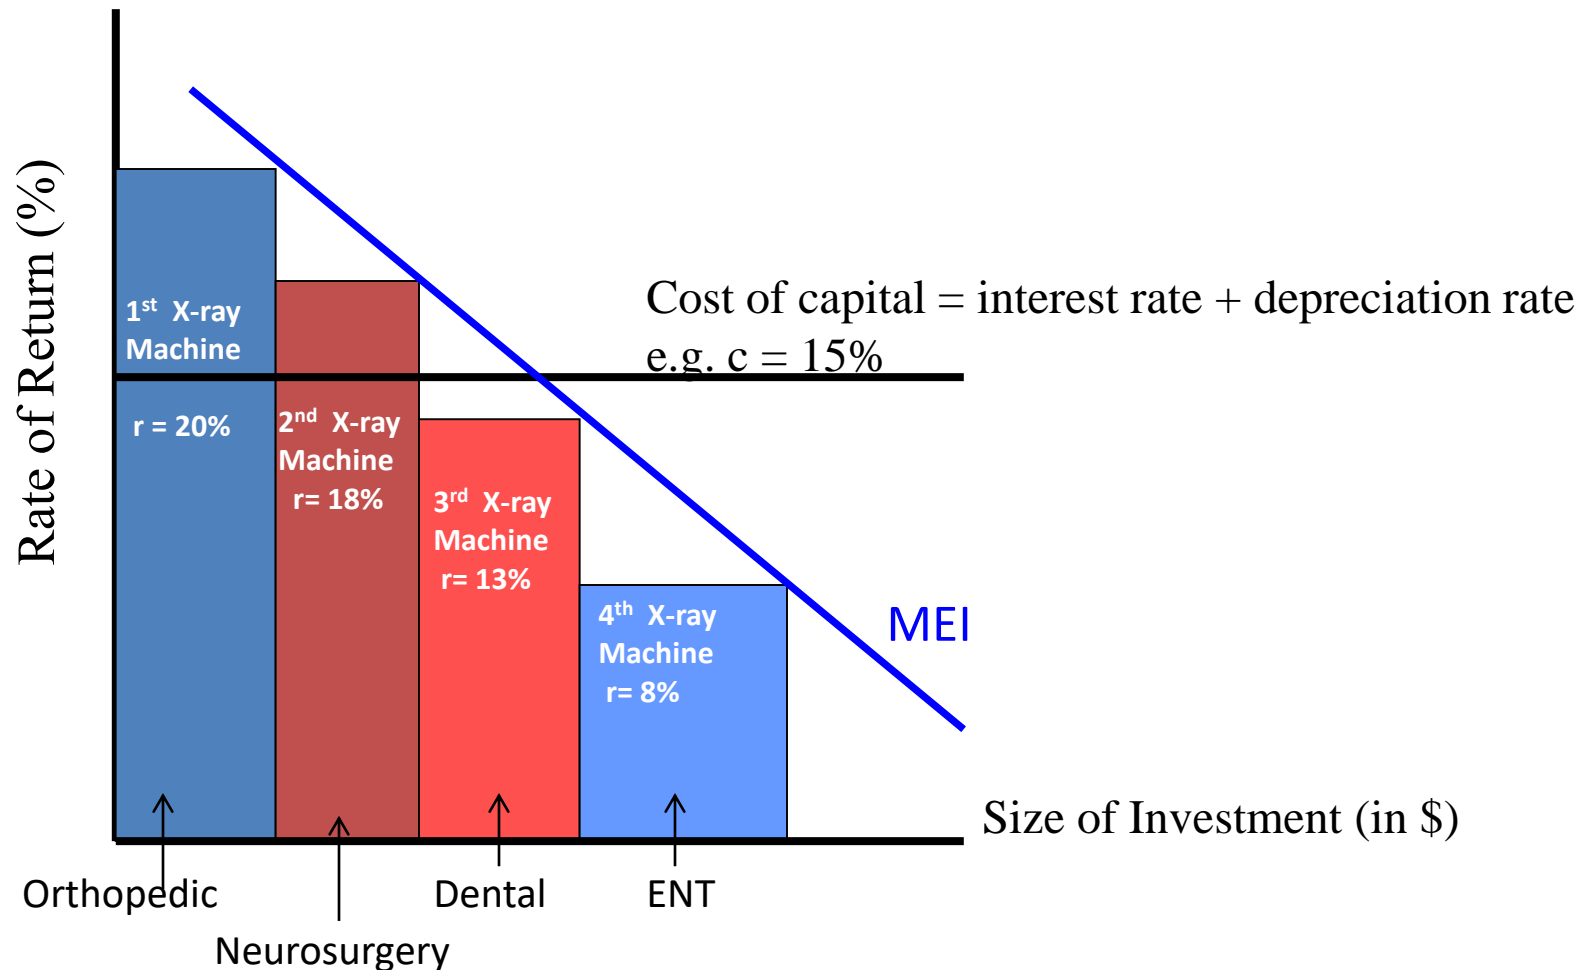 Rate of Return (%)
Cost of capital = interest rate + depreciation rate
e.g. c = 15%
1st X-ray
Machine
r = 20%
2nd X-ray
Machine
r= 18%
3rd X-ray
Machine
r= 13%
4th X-ray
Machine
r= 8%
MEI
Size of Investment (in $)
Orthopedic
Neurosurgery
Dental
ENT